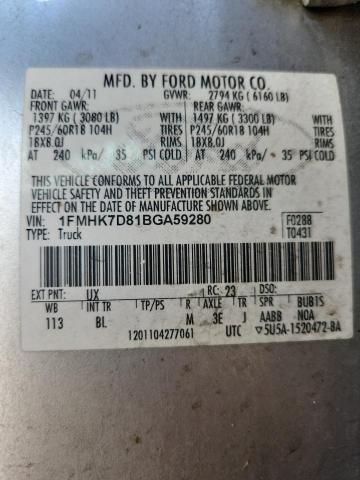 MFD. BY FORD MOTOR CO.
DATE: 04/11 GVWR: 2794 KG ( 6160 LB)
FRONT GAWR: REAR GAWR:
1397 KG ( 3080 LB) WITH 1497 KG ( 3300 LB) WITH
P245/60R18 104H TIRES P245/60R18 104H TIRES
18X8.0J RIMS 18X8.0J RIMS
AT 240 kPa/ 35 PSI COLD AT 240 kPa/ 35 PSI COLD
THIS VEHICLE CONFORMS TO ALL APPLICABLE FEDERAL MOTOR
VEHICLE SAFETY AND THEFT PREVENTION STANDARDS IN EFFECT ON THE
DATE OF MANUFACTURE SHOWN ABOVE.
VIN: 1FMHK7D81BGA59280 F0288
TYPE: Truck T0431
EXT PNT: UX RC: 23 DSO:
WB INT TR TP/PS R AXLE TR SPR BUBIS
113 BL M 3E J AABB NOA
1201104277061 UTC ▽5U5A-1520472-BA